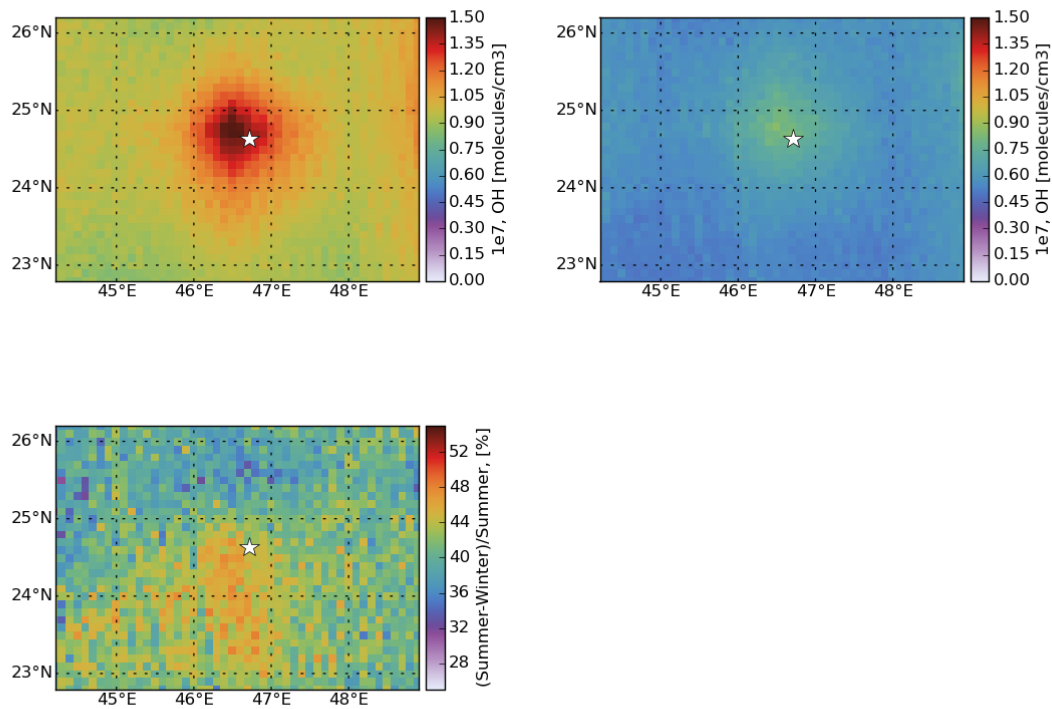 26°N
25°N
24°N
23°N
45°E 46°E 47°E 48°E
1.50
1.35
1.20
1.05
0.90
0.75
0.60
0.45
0.30
0.15
0.00
1e7, OH [molecules/cm3]
26°N
25°N
24°N
23°N
45°E 46°E 47°E 48°E
1.50
1.35
1.20
1.05
0.90
0.75
0.60
0.45
0.30
0.15
0.00
1e7, OH [molecules/cm3]
26°N
25°N
24°N
23°N
45°E 46°E 47°E 48°E
52
48
44
40
36
32
28
(Summer-Winter)/Summer, [%]